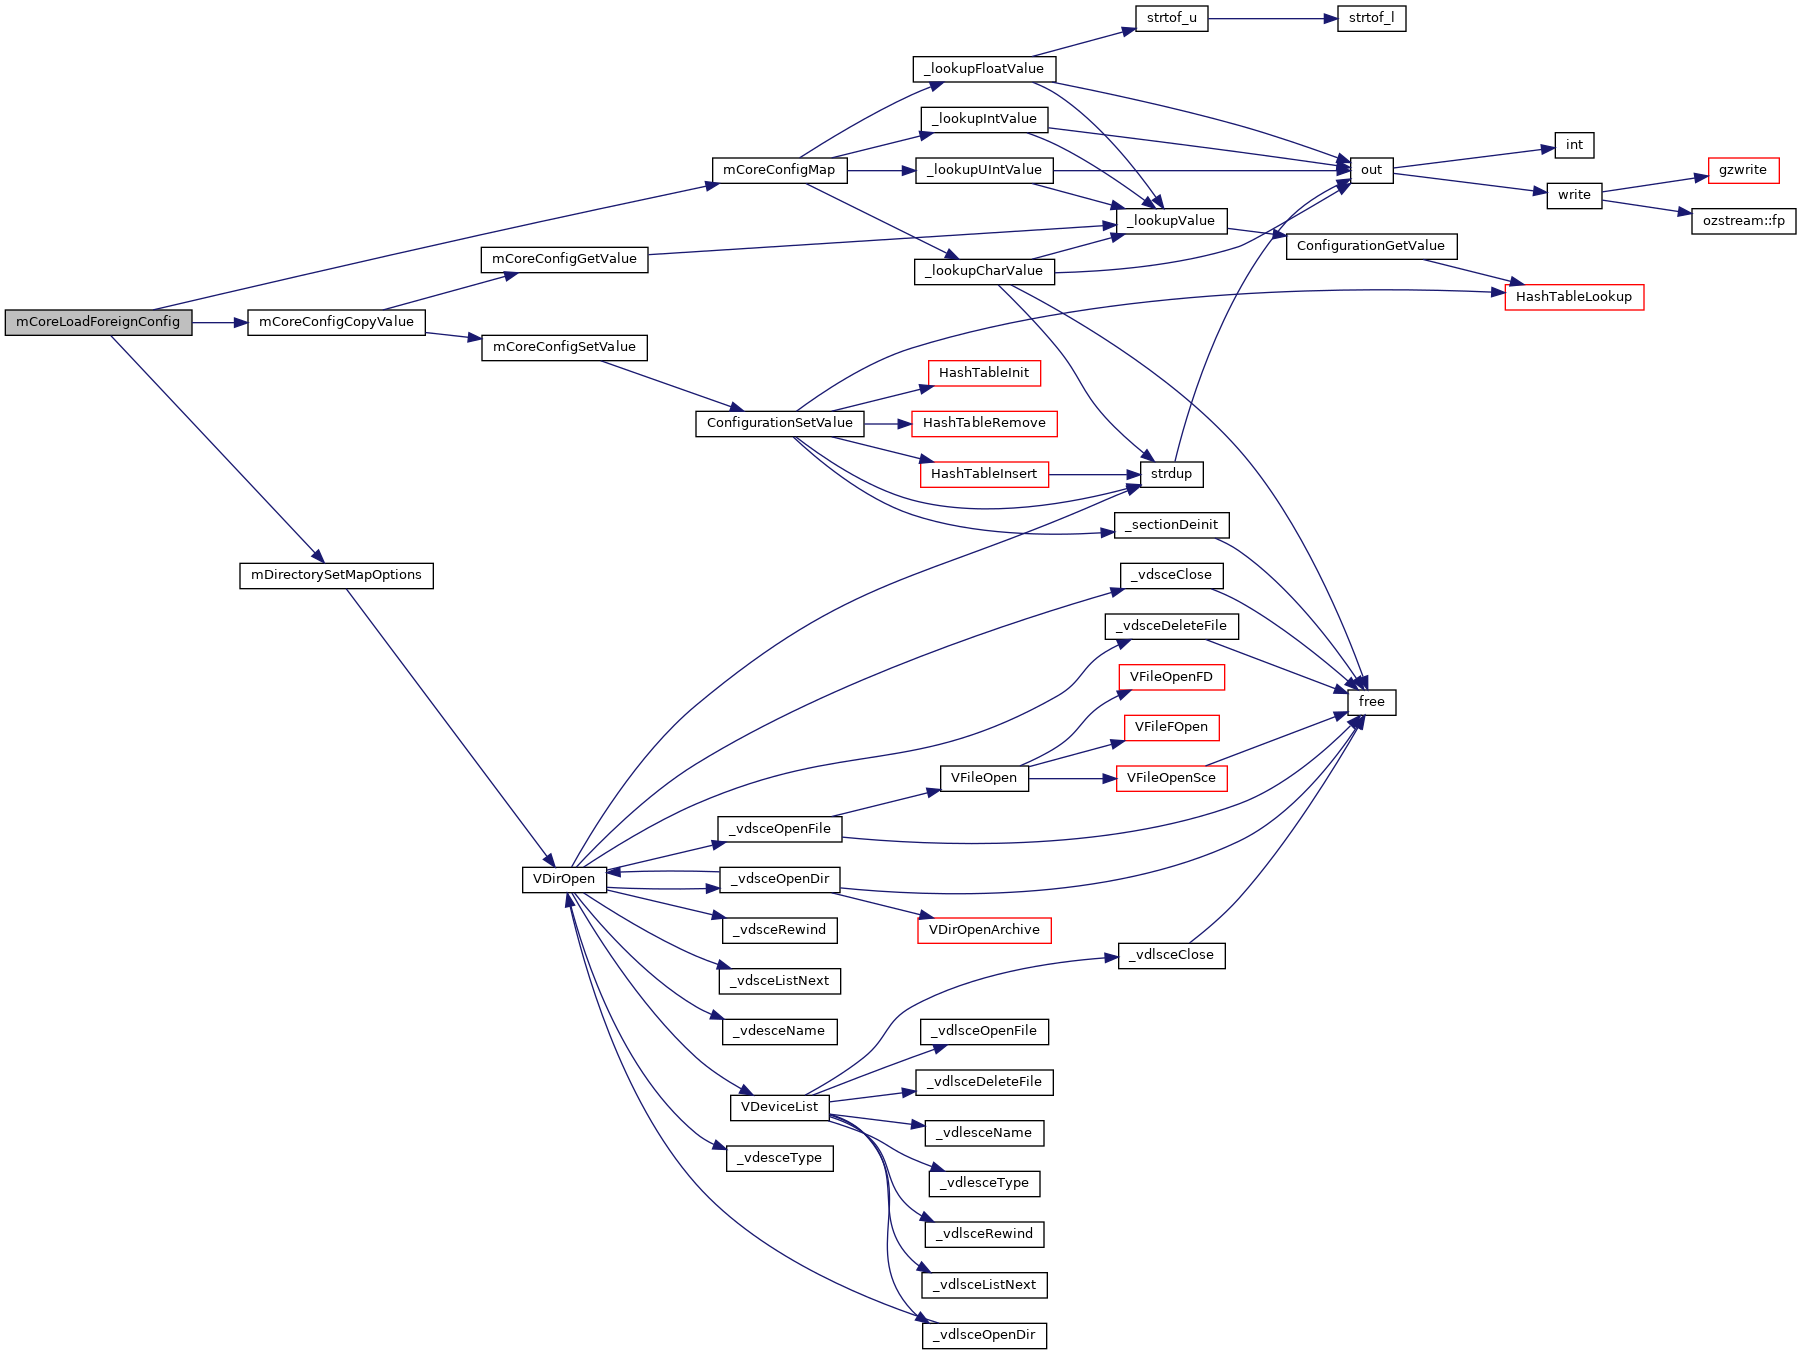 strtof_u
strtof_l
_lookupFloatValue
_lookupIntValue
int
mCoreConfigMap
_lookupUIntValue
out
gzwrite
write
_lookupValue
ozstream::fp
ConfigurationGetValue
mCoreConfigGetValue
_lookupCharValue
HashTableLookup
mCoreLoadForeignConfig
mCoreConfigCopyValue
mCoreConfigSetValue
HashTableInit
ConfigurationSetValue
HashTableRemove
HashTableInsert
strdup
_sectionDeinit
mDirectorySetMapOptions
_vdsceClose
_vdsceDeleteFile
VFileOpenFD
free
VFileFOpen
VFileOpen
VFileOpenSce
_vdsceOpenFile
VDirOpen
_vdsceOpenDir
_vdsceRewind
VDirOpenArchive
_vdlsceClose
_vdsceListNext
_vdesceName
_vdlsceOpenFile
_vdlsceDeleteFile
VDeviceList
_vdlesceName
_vdesceType
_vdlesceType
_vdlsceRewind
_vdlsceListNext
_vdlsceOpenDir